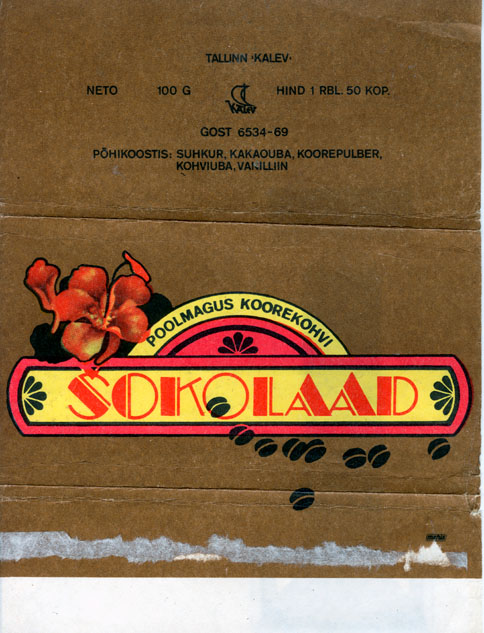 TALLINN "KALEV"
NETO 100 G KALEV HIND 1 RBL. 50 KOP.
GOST 6534-69
PÕHIKOOSTIS: SUHKUR, KAKAOUBA, KOOREPULBER,
KOHVIUBA, VANILLIIN
POOLMAGUS KOOREKOHVI
ŠOKOLAAD